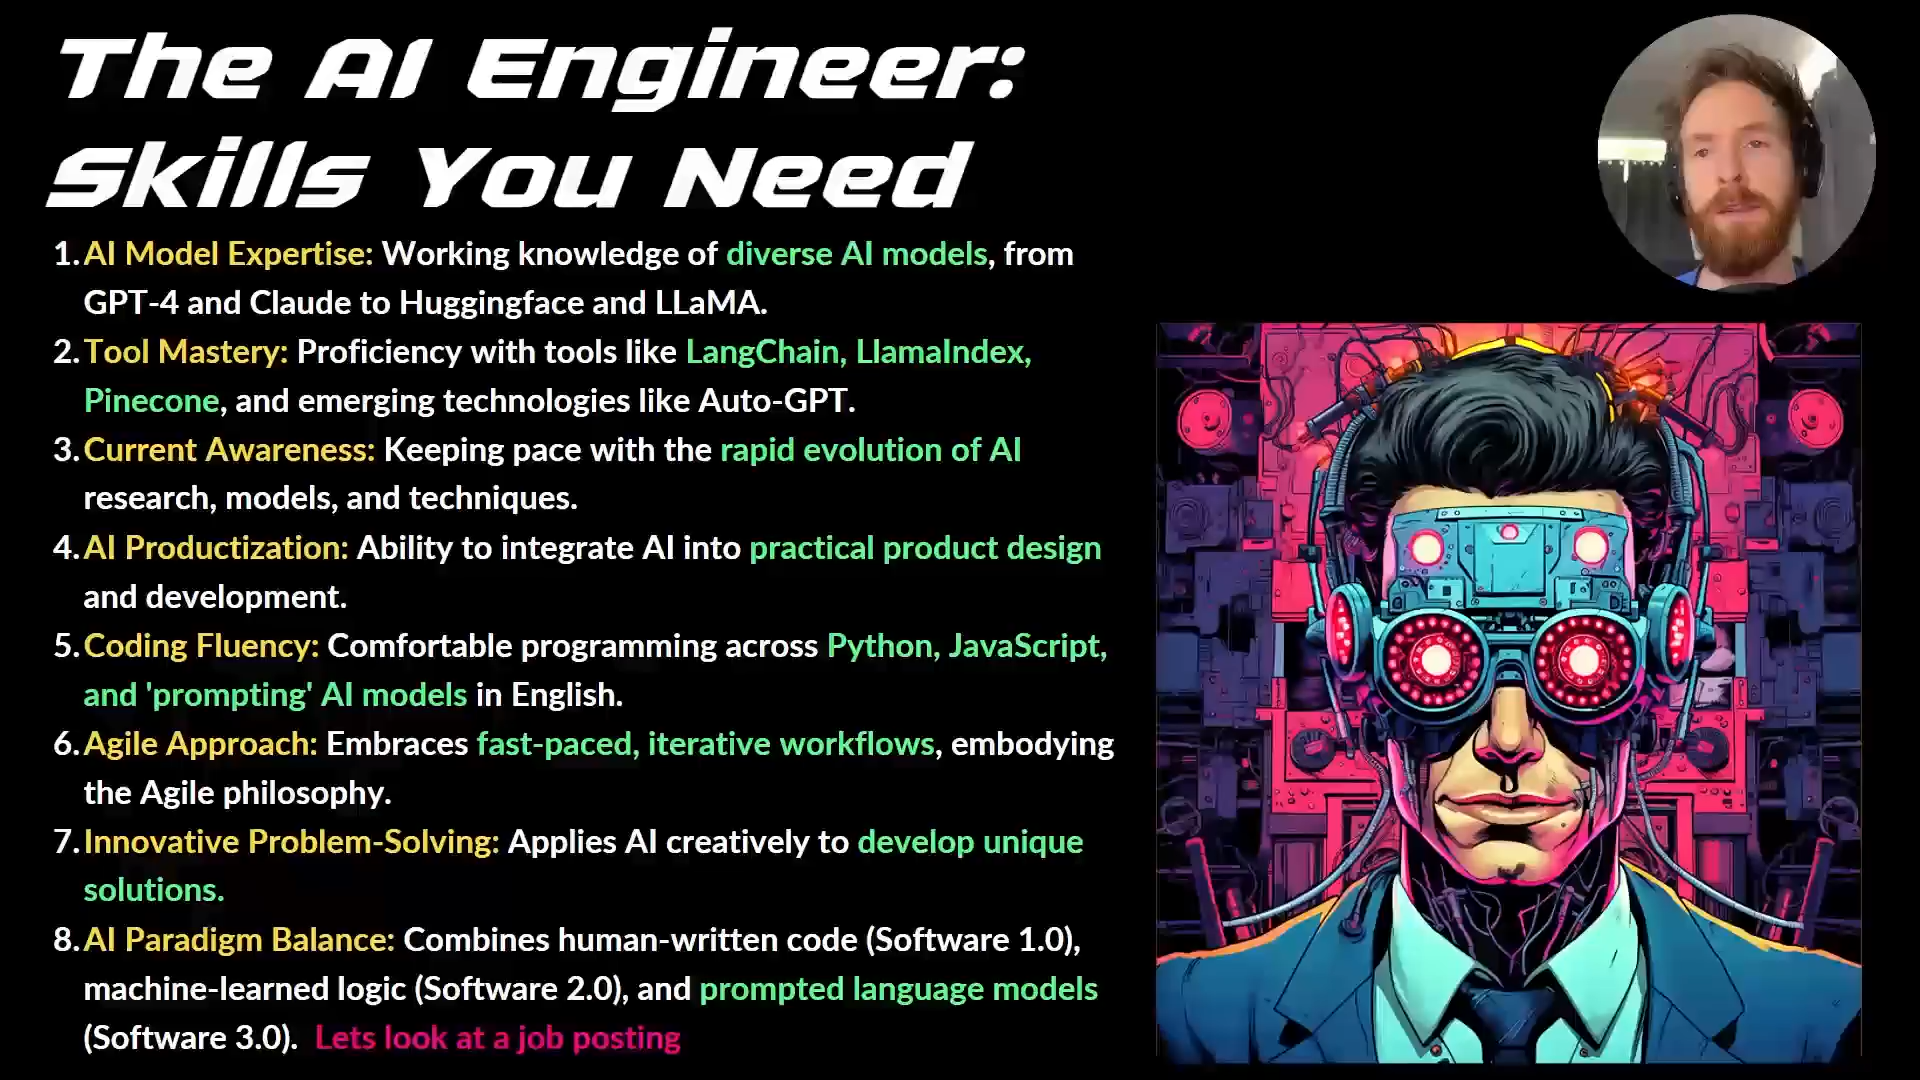 The AI Engineer:
Skills You Need
1. AI Model Expertise: Working knowledge of diverse AI models, from
GPT-4 and Claude to Huggingface and LLaMA.
2. Tool Mastery: Proficiency with tools like LangChain, LlamaIndex,
Pinecone, and emerging technologies like Auto-GPT.
3. Current Awareness: Keeping pace with the rapid evolution of AI
research, models, and techniques.
4. AI Productization: Ability to integrate AI into practical product design
and development.
5. Coding Fluency: Comfortable programming across Python, JavaScript,
and 'prompting' AI models in English.
6. Agile Approach: Embraces fast-paced, iterative workflows, embodying
the Agile philosophy.
7. Innovative Problem-Solving: Applies AI creatively to develop unique
solutions.
8. AI Paradigm Balance: Combines human-written code (Software 1.0),
machine-learned logic (Software 2.0), and prompted language models
(Software 3.0). Lets look at a job posting